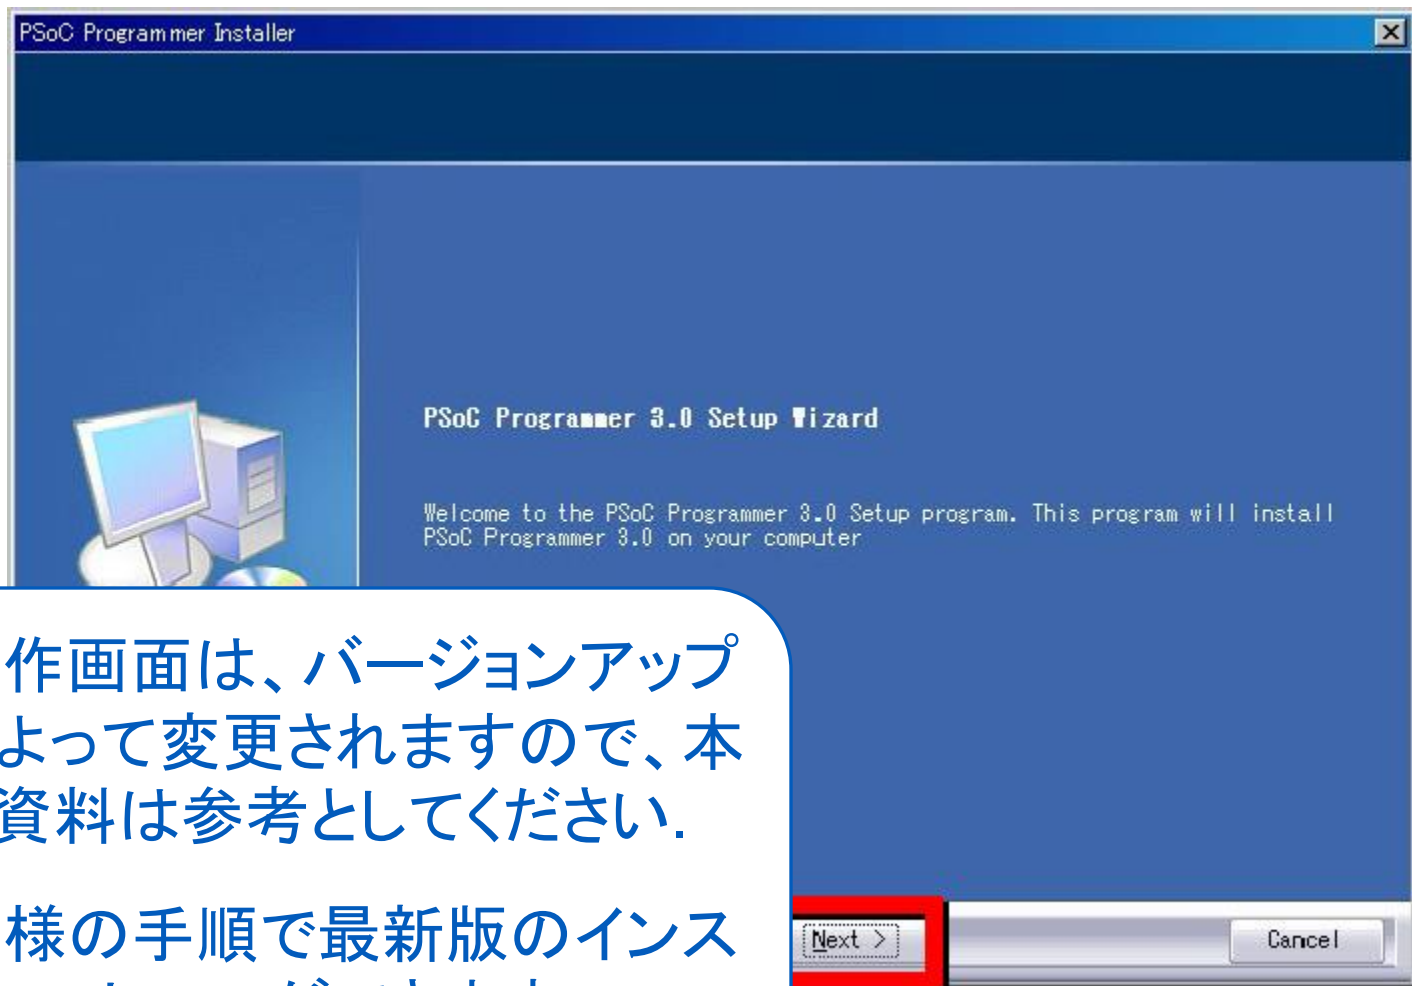 PSoC Programmer Installer
PSoC Programmer 3.0 Setup Wizard
Welcome to the PSoC Programmer 3.0 Setup program. This program will install
PSoC Programmer 3.0 on your computer
作画面は、バージョンアップ
よって変更されますので、本
資料は参考としてください.
様の手順で最新版のインス
Next >
Cancel